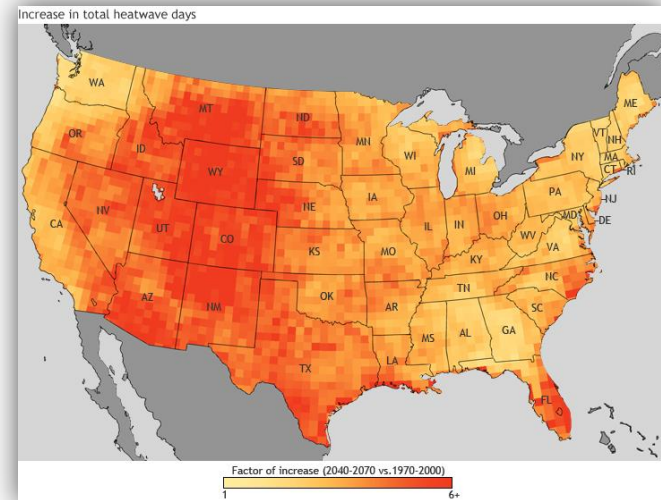 Increase in total heatwave days
WA
MT
ND
MN
ME
OR
ID
SD
WI
MI
VT
NH
NY
MA
CT
RI
WY
NE
IA
PA
NJ
NV
UT
CO
IL
IN
OH
MD
DE
CA
KS
MO
WV
VA
KY
AZ
NM
OK
AR
TN
NC
SC
MS
AL
GA
TX
LA
FL
Factor of increase (2040-2070 vs.1970-2000)
1 6+